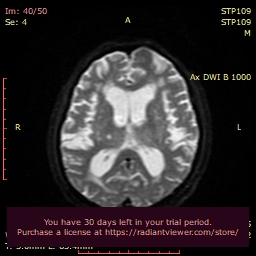 Im: 40/50
Se: 4
STP109
STP109
M
A
Ax DWI B 1000
R
L
You have 30 days left in your trial period.
Purchase a license at https://radiantviewer.com/store/